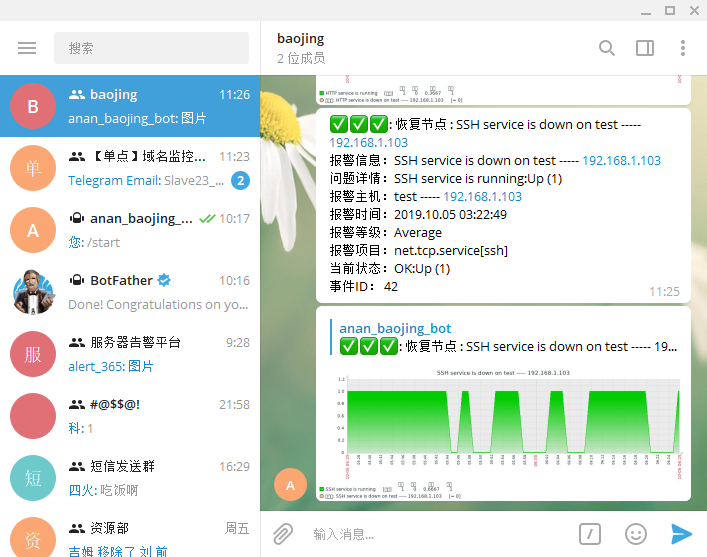 搜索
B
baojing
11:26
anan_baojing_bot: 图片
单
【单点】域名监控...
11:23
Telegram Email: Slave23_...
2
A
anan_baojing_...
10:17
您: /start
BotFather
10:16
Done! Congratulations on yo...
服
服务器告警平台
9:28
alert_365: 图片
#@$$@!
21:58
科: 1
短
短信发送群
16:29
四火: 吃饭啊
资
资源部
周五
吉姆 移除了 刘 前
baojing
2 位成员
HTTP service is running
HTTP service is down on test ----- 192.168.1.103 [= 0]
✅✅✅: 恢复节点 : SSH service is down on test -----
192.168.1.103
报警信息: SSH service is down on test ----- 192.168.1.103
问题详情: SSH service is running:Up (1)
报警主机: test ----- 192.168.1.103
报警时间: 2019.10.05 03:22:49
报警等级: Average
报警项目: net.tcp.service[ssh]
当前状态: OK:Up (1)
事件ID: 42
11:25
anan_baojing_bot
✅✅✅: 恢复节点 : SSH service is down on test ----- 19...
SSH service is down on test ----- 192.168.1.103
1.2
1.0
0.8
0.6
0.4
0.2
0
SSH service is running
1 0 0.6667 1
SSH service is down on test ----- 192.168.1.103 [= 0]
A
输入消息...